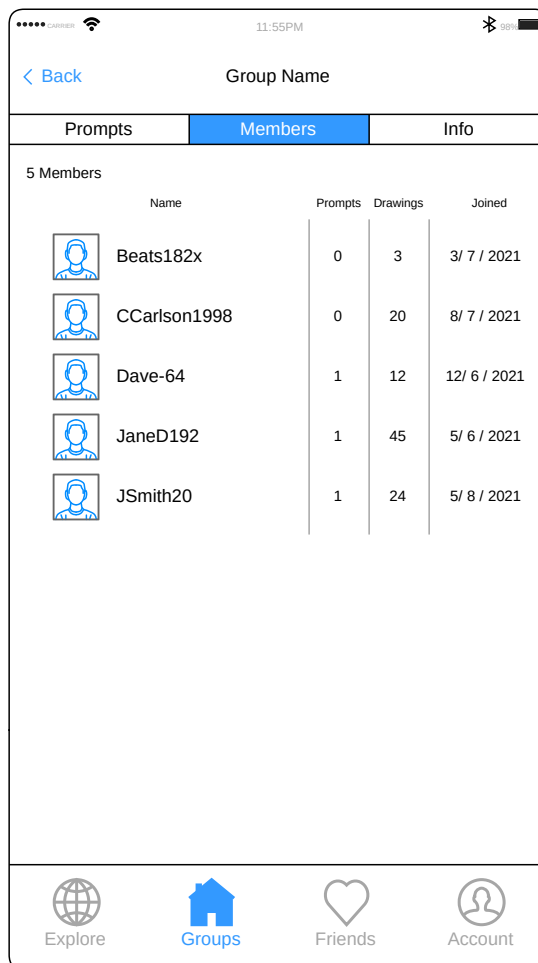 CARRIER 11:55PM 98%
Back Group Name
Prompts Members Info
5 Members
Name Prompts Drawings Joined
Beats182x 0 3 3/ 7 / 2021
CCarlson1998 0 20 8/ 7 / 2021
Dave-64 1 12 12/ 6 / 2021
JaneD192 1 45 5/ 6 / 2021
JSmith20 1 24 5/ 8 / 2021
Explore Groups Friends Account